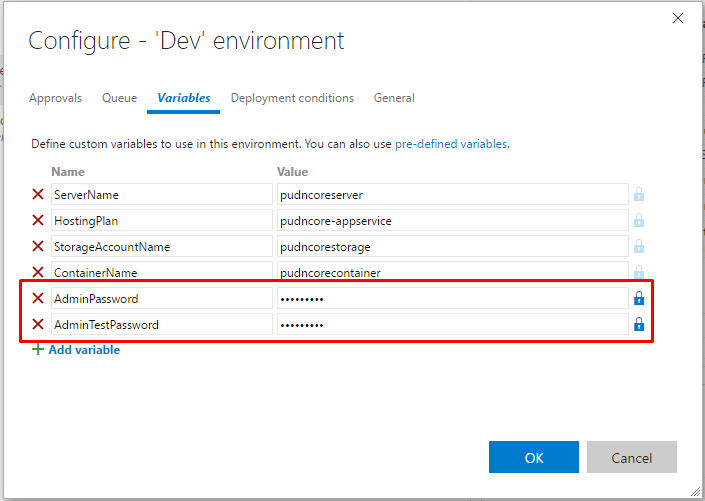 Configure - 'Dev' environment
Approvals Queue Variables Deployment conditions General
Define custom variables to use in this environment. You can also use pre-defined variables.
Name Value
ServerName pudncoreserver
HostingPlan pudncore-appservice
StorageAccountName pudncorestorage
ContainerName pudncorecontainer
AdminPassword •••••••••
AdminTestPassword •••••••••
Add variable
OK Cancel